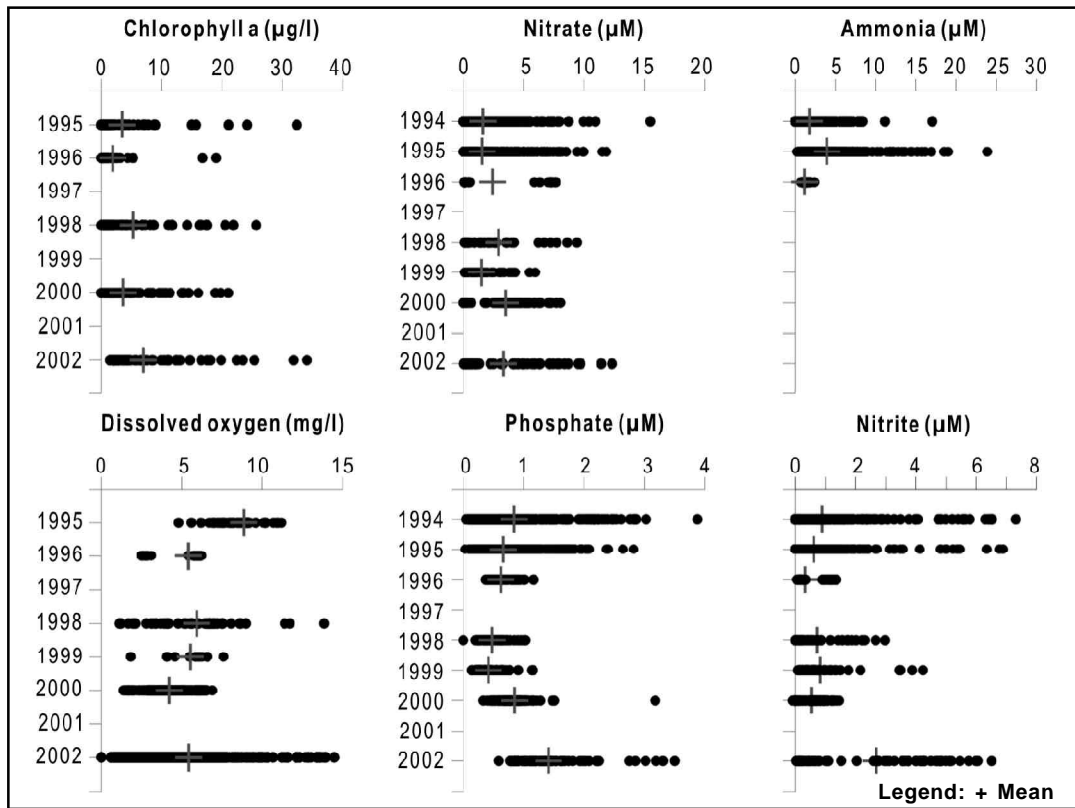 Chlorophyll a (µg/l)
0 10 20 30 40
1995
1996
1997
1998
1999
2000
2001
2002
Nitrate (µM)
0 5 10 15 20
1994
1995
1996
1997
1998
1999
2000
2001
2002
Ammonia (µM)
0 5 10 15 20 25 30
Dissolved oxygen (mg/l)
0 5 10 15
1995
1996
1997
1998
1999
2000
2001
2002
Phosphate (µM)
0 1 2 3 4
1994
1995
1996
1997
1998
1999
2000
2001
2002
Nitrite (µM)
0 2 4 6 8
Legend: + Mean